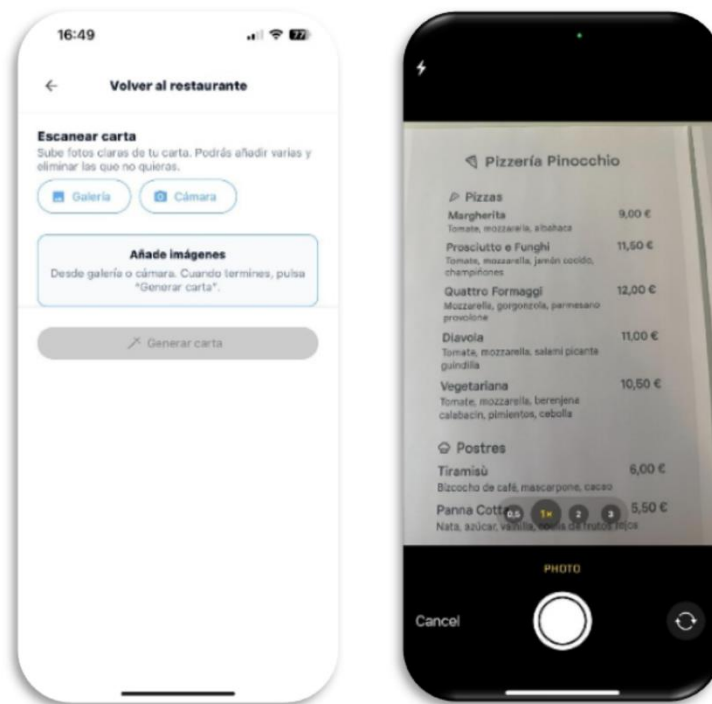 16:49
77
Volver al restaurante
Escanear carta
Sube fotos claras de tu carta. Podrás añadir varias y
eliminar las que no quieras.
Galería
Cámara
Añade imágenes
Desde galería o cámara. Cuando termines, pulsa
"Generar carta".
Generar carta
Pizzería Pinocchio
Pizzas
Margherita 9,00 €
Tomate, mozzarella, albahaca
Prosciutto e Funghi 11,50 €
Tomate, mozzarella, jamón cocido,
champiñones
Quattro Formaggi 12,00 €
Mozzarella, gorgonzola, parmesano
provolone
Diavola 11,00 €
Tomate, mozzarella, salami picante
guindilla
Vegetariana 10,50 €
Tomate, mozzarella, berenjena
calabacín, pimientos, cebolla
Postres
Tiramisù 6,00 €
Bizcocho de café, mascarpone, cacao
Panna Cotta 5,50 €
Nata, azúcar, vainilla, de frutos rojos
0,5 1× 2 3
PHOTO
Cancel